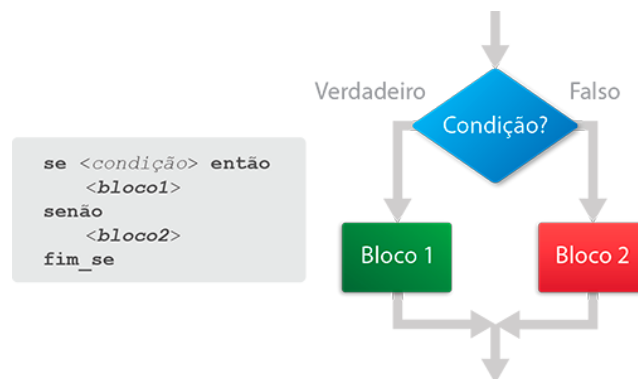 se <condição> então
<bloco1>
senão
<bloco2>
fim_se
Verdadeiro
Falso
Condição?
Bloco 1
Bloco 2